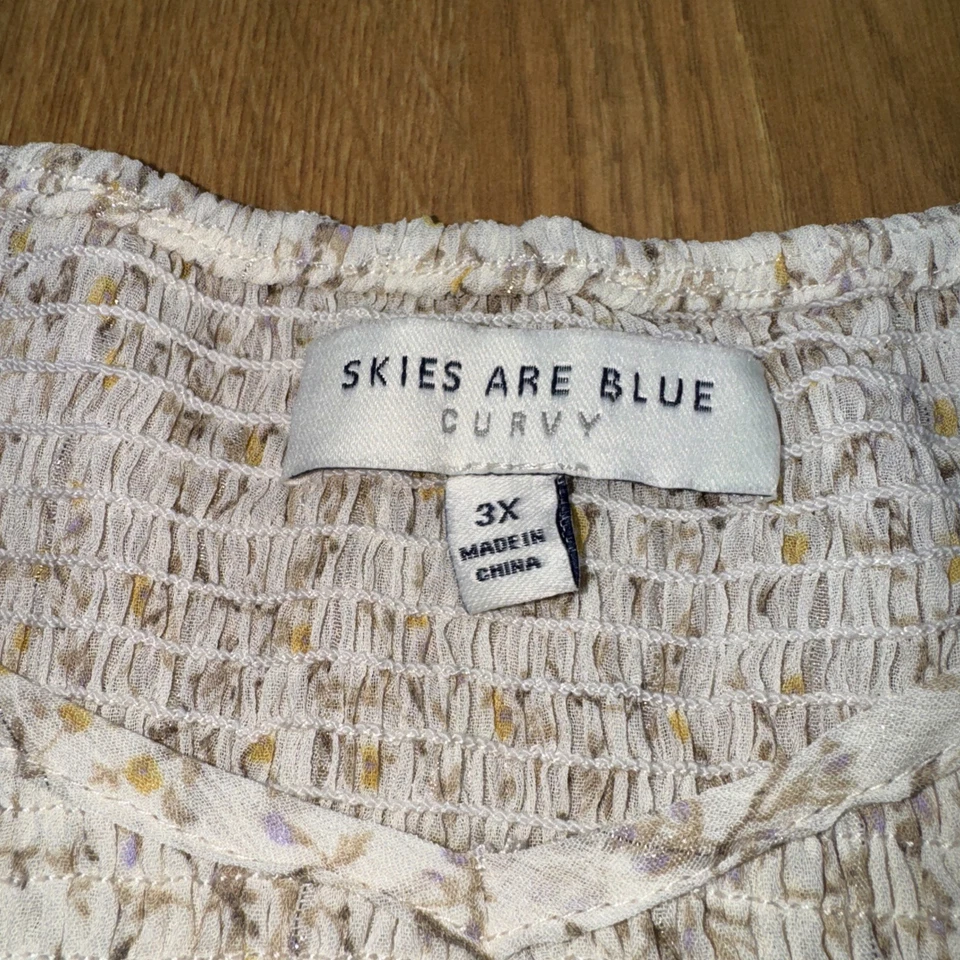 SKIES ARE BLUE
CURVY
3X
MADE IN
CHINA